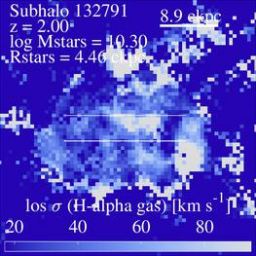 Subhalo 132791
8.9 ckpc
z = 2.00
log Mstars = 10.30
Rstars = 4.46 ckpc
los σ (H-alpha gas) [km s⁻¹]
20 40 60 80